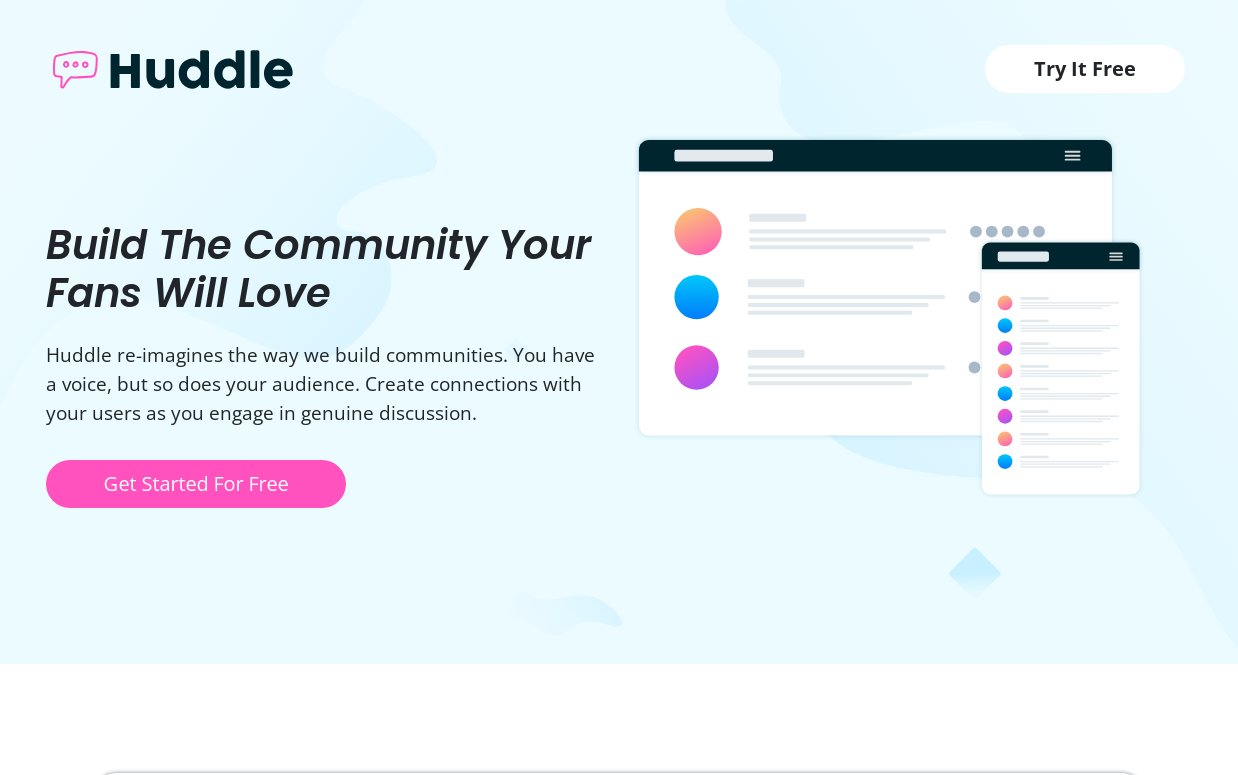 Huddle
Try It Free
Build The Community Your
Fans Will Love
Huddle re-imagines the way we build communities. You have
a voice, but so does your audience. Create connections with
your users as you engage in genuine discussion.
Get Started For Free